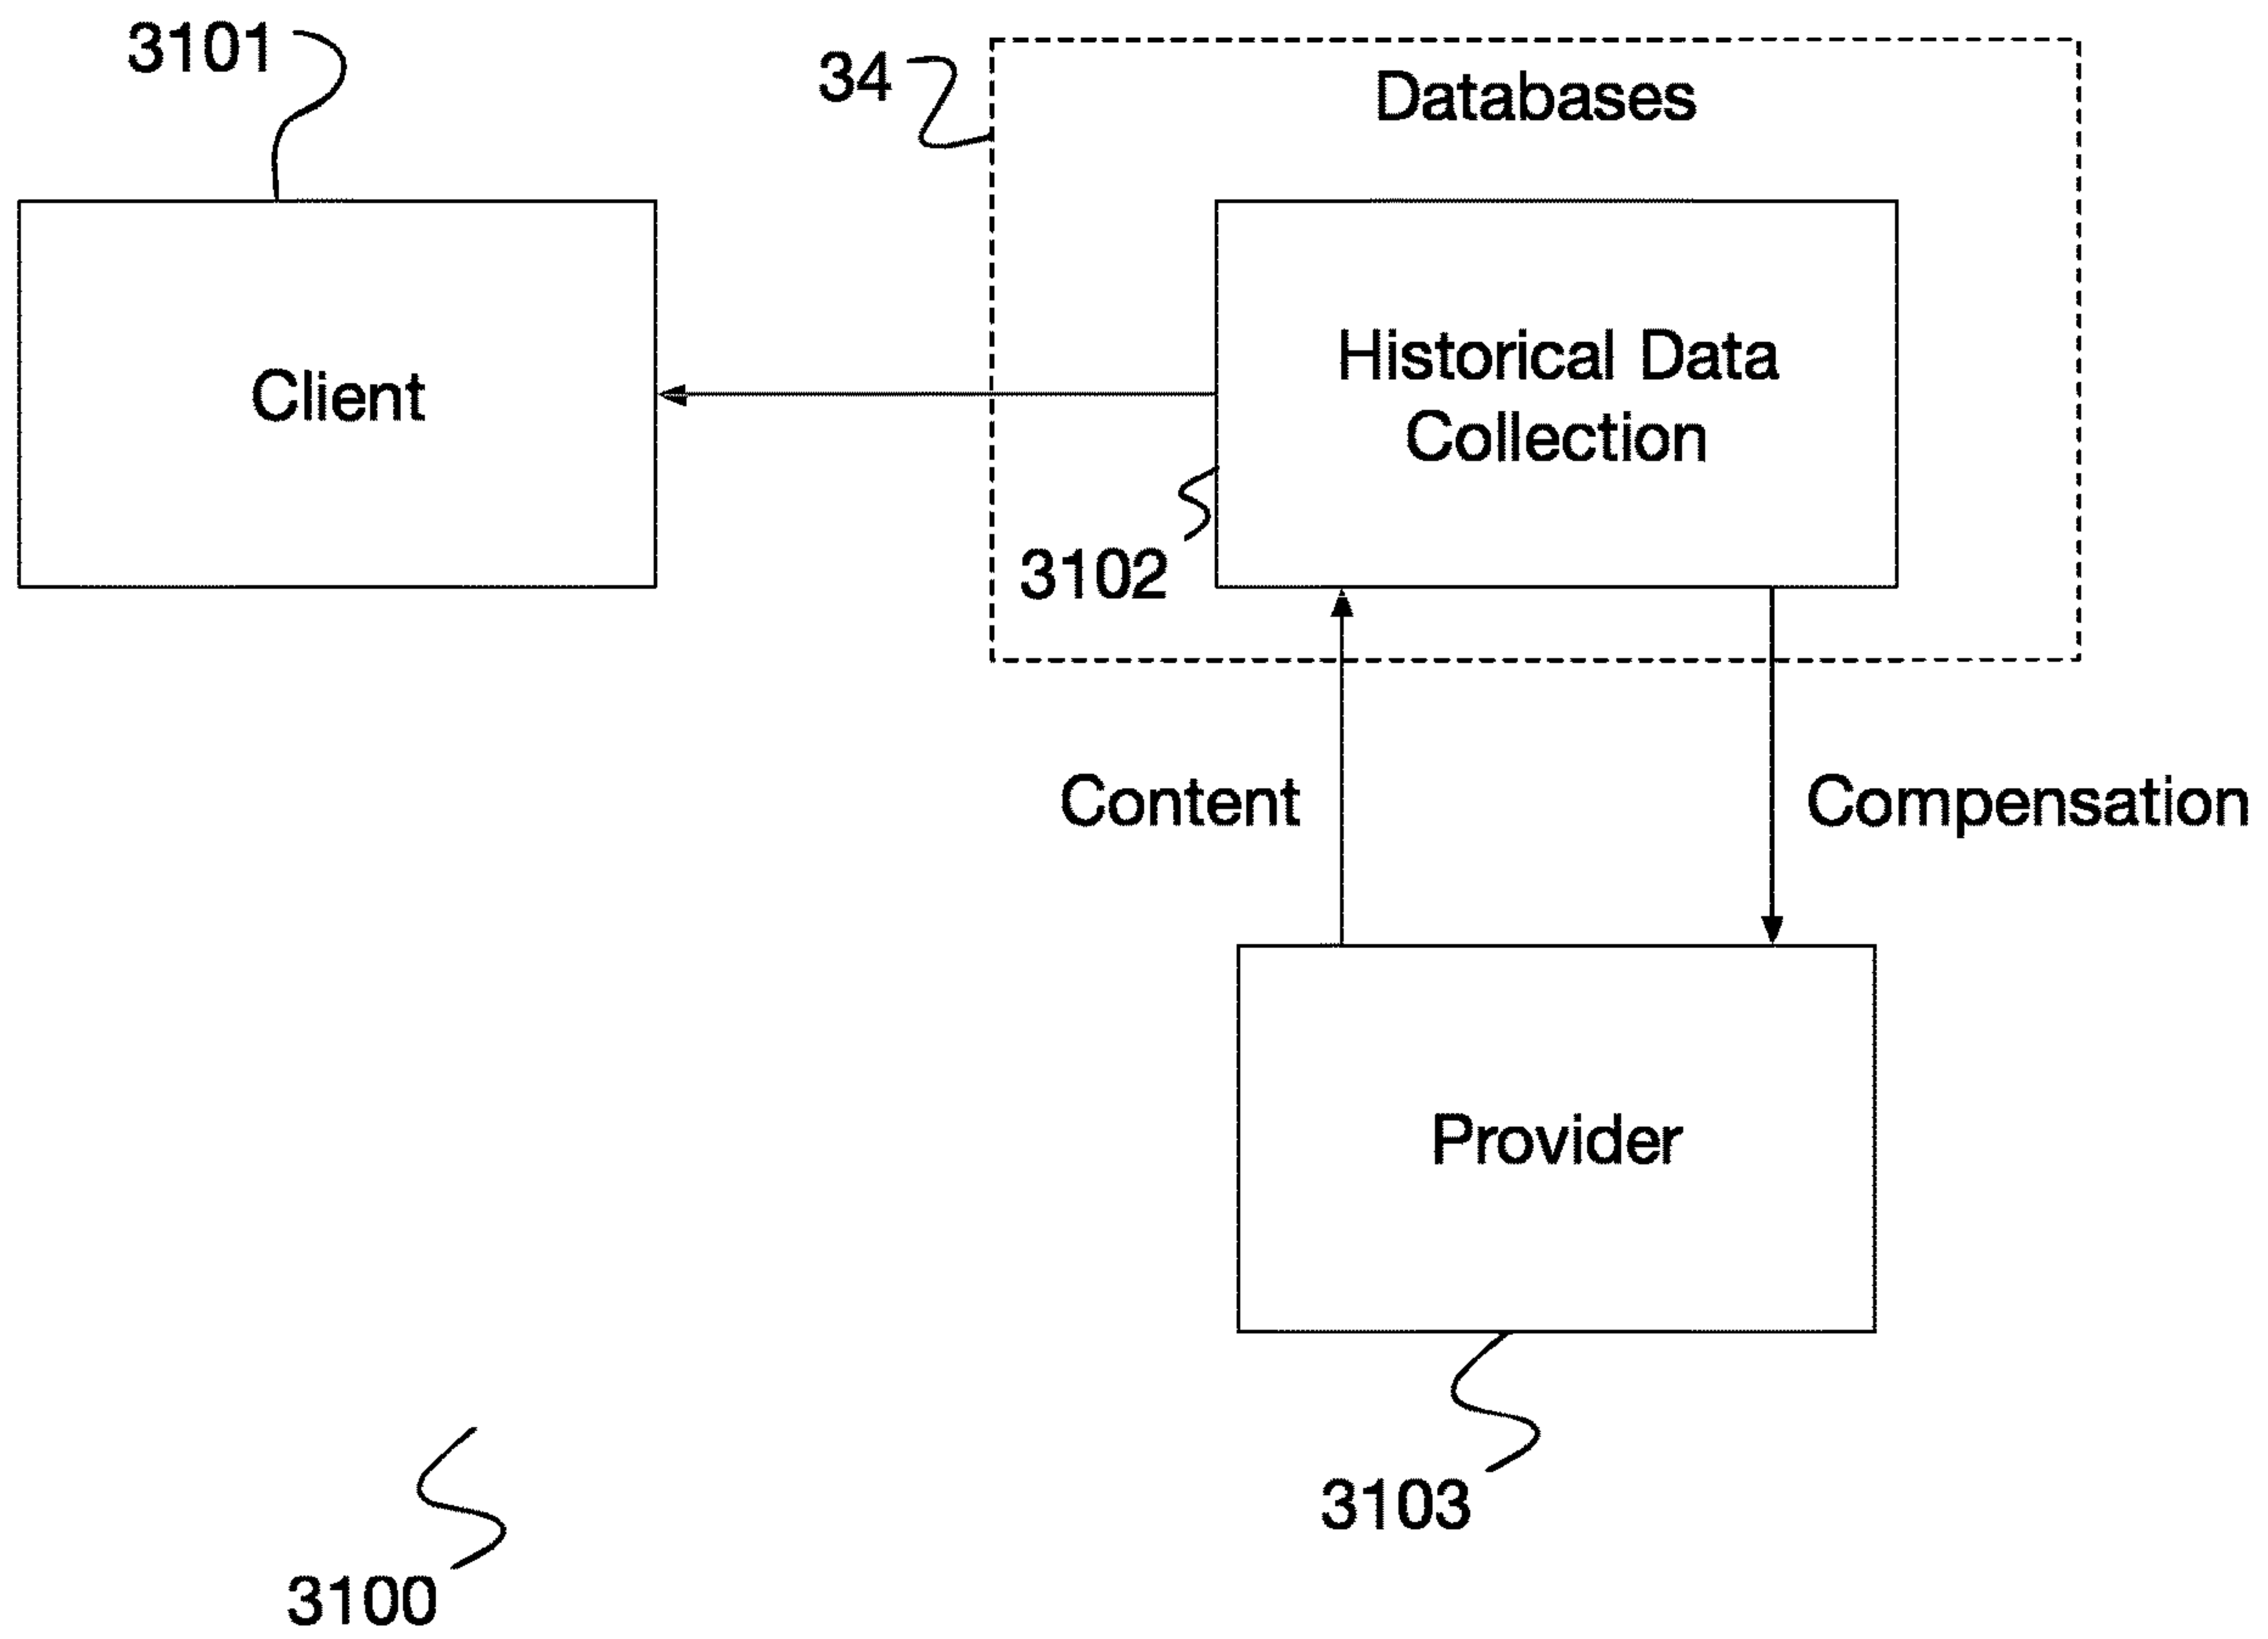 3101
34
Databases
Client
Historical Data
Collection
3102
Content
Compensation
Provider
3103
3100